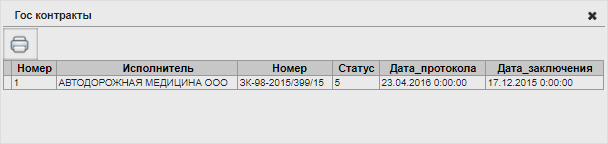 Гос контракты
Номер Исполнитель Номер Статус Дата_протокола Дата_заключения
1 АВТОДОРОЖНАЯ МЕДИЦИНА ООО ЗК-98-2015/399/15 5 23.04.2016 0:00:00 17.12.2015 0:00:00